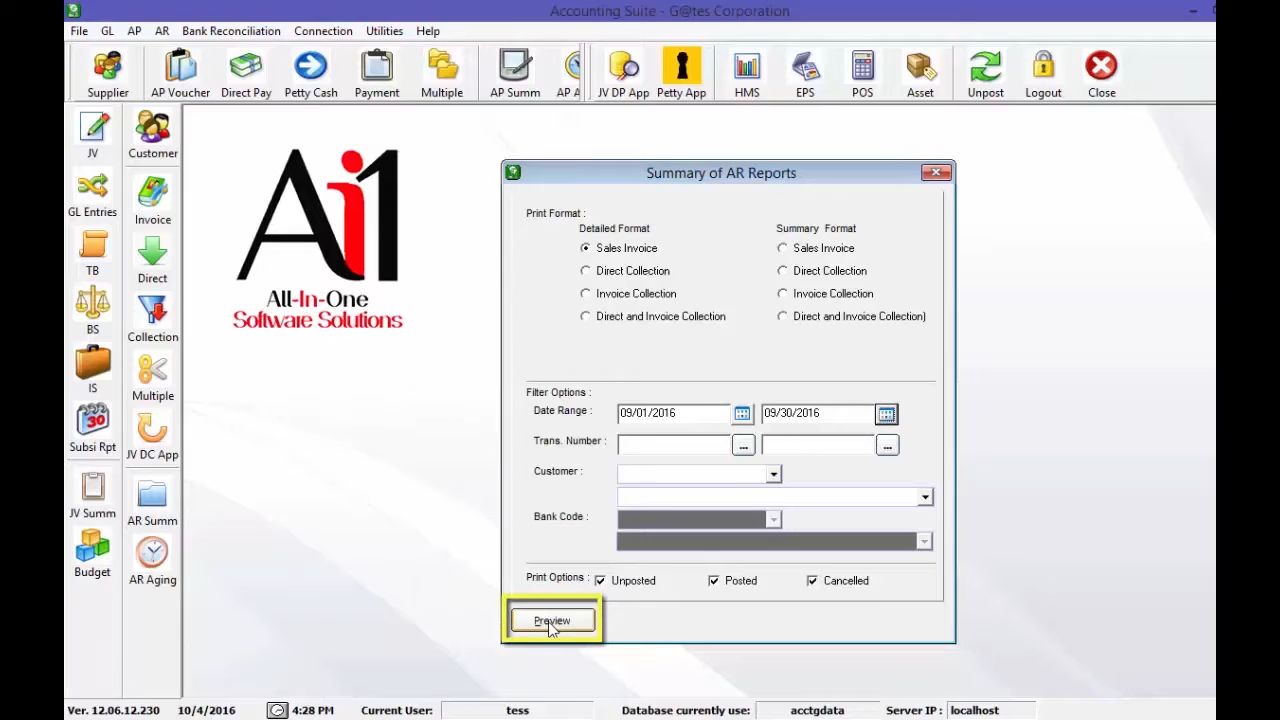 Accounting Suite - G@tes Corporation
File GL AP AR Bank Reconciliation Connection Utilities Help
Supplier AP Voucher Direct Pay Petty Cash Payment Multiple AP Summ AP A JV DP App Petty App HMS EPS POS Asset Unpost Logout Close
JV Customer
GL Entries Invoice
TB Direct
BS Collection
IS Multiple
30
Subsi Rpt JV DC App
JV Summ AR Summ
Budget AR Aging
Ai1
All-In-One
Software Solutions
Summary of AR Reports
Print Format :
Detailed Format Summary Format
Sales Invoice Sales Invoice
Direct Collection Direct Collection
Invoice Collection Invoice Collection
Direct and Invoice Collection Direct and Invoice Collection)
Filter Options :
Date Range : 09/01/2016 09/30/2016
Trans. Number : ... ...
Customer :
Bank Code :
Print Options : Unposted Posted Cancelled
Preview
Ver. 12.06.12.230 10/4/2016 4:28 PM Current User: tess Database currently use: acctgdata Server IP : localhost